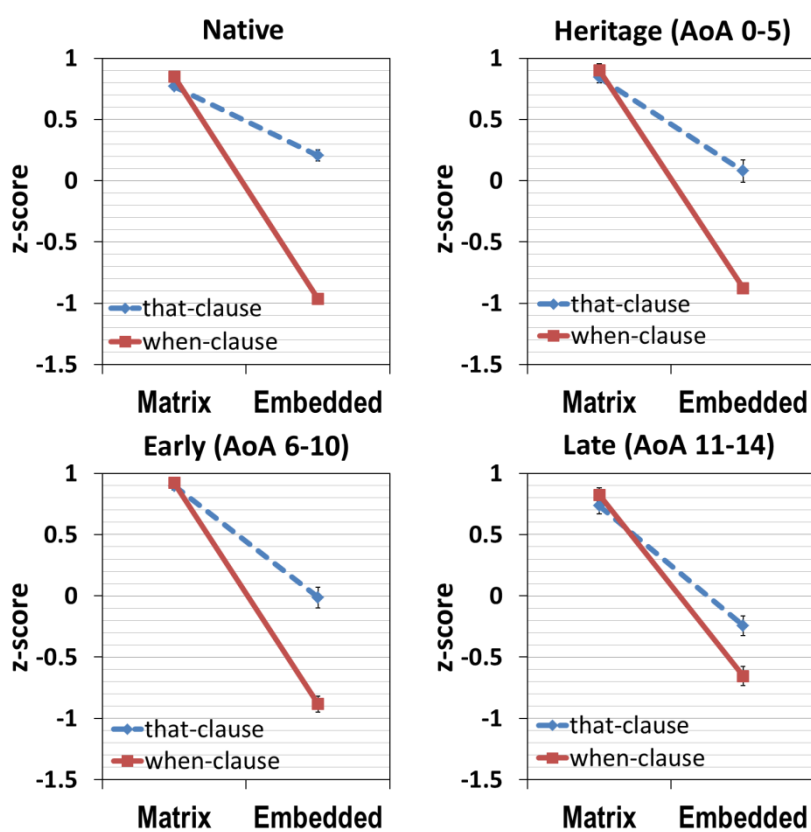 Native
1
0.5
0
-0.5
-1
-1.5
z-score
that-clause
when-clause
Matrix Embedded
Heritage (AoA 0-5)
1
0.5
0
-0.5
-1
-1.5
z-score
that-clause
when-clause
Matrix Embedded
Early (AoA 6-10)
1
0.5
0
-0.5
-1
-1.5
z-score
that-clause
when-clause
Matrix Embedded
Late (AoA 11-14)
1
0.5
0
-0.5
-1
-1.5
z-score
that-clause
when-clause
Matrix Embedded